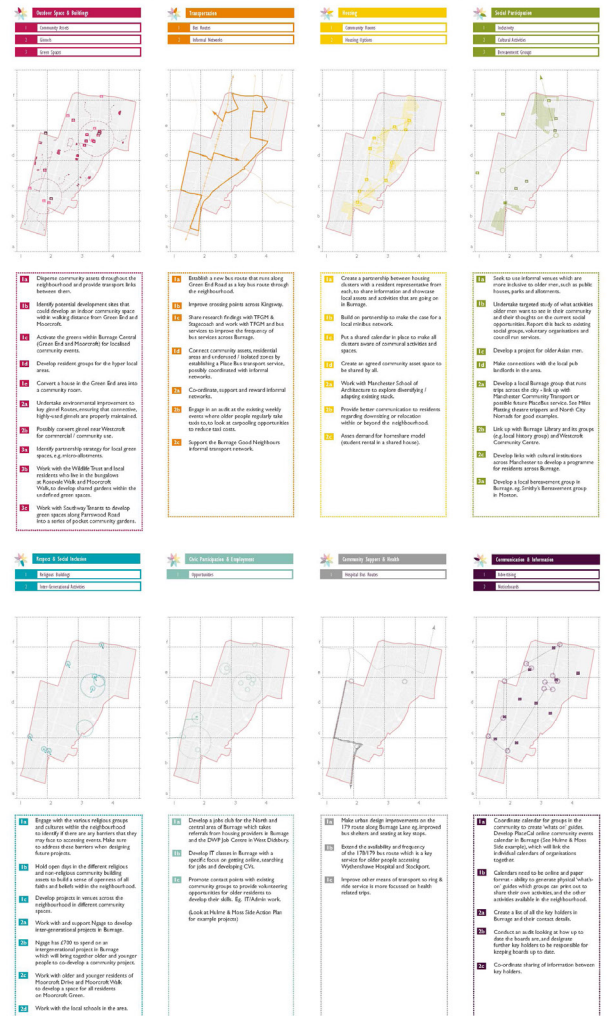 Outdoor Space & Buildings
1 Community Assets
2 Ginnels
3 Green Spaces
1a Disperse community assets throughout the
neighbourhood and provide transport links
between them.
1b Identify potential development sites that
could develop an indoor community space
within walking distance from Green End and
Moorcroft.
1c Activate the greens within Burnage Central
(Green End and Moorcroft) for localised
community events.
1d Develop resident groups for the hyper local
areas.
1e Convert a house in the Green End area into
a community room.
2a Undertake environmental improvement to
key ginnel Routes, ensuring that connective,
highly-used ginnels are properly maintained.
2b Possibly convert ginnel near Westcroft
for commercial / community use.
3a Identify partnership strategy for local green
spaces, e.g. micro-allotments.
3b Work with the Wildlife Trust and local
residents who live in the bungalows
at Rosevale Walk and Moorcroft
Walk, to develop shared gardens within the
undefined green spaces.
3c Work with Southway Tenants to develop
green spaces along Parrswood Road
into a series of pocket community gardens.
Transportation
1 Bus Routes
2 Informal Networks
1a Establish a new bus route that runs along
Green End Road as a key bus route through
the neighbourhood.
1b Improve crossing points across Kingsway.
1c Share research findings with TFGM &
Stagecoach and work with TFGM and bus
services to improve the frequency of
bus services across Burnage.
1d Connect community assets, residential
areas and evidenced / isolated zones by
establishing a Place Bus transport service,
possibly coordinated with informal
networks.
2a Co-ordinate, support and reward informal
networks.
2b Engage in an audit at the existing weekly
events where older people regularly take
taxis to, to look at carpooling opportunities
to reduce taxi costs.
2c Support the Burnage Good Neighbours
informal transport network.
Housing
1 Community Rooms
2 Housing Options
1a Create a partnership between housing
clusters with a resident representative from
each, to share information and showcase
local assets and activities that are going on
in Burnage.
1b Build on partnership to make the case for a
local minibus network.
1c Put a shared calendar in place to make all
clusters aware of communal activities and
spaces.
1d Create an agreed community asset space to
be shared by all.
2a Work with Manchester School of
Architecture to explore diversifying /
adapting existing stock.
2b Provide better communication to residents
regarding downsizing or relocation
within or beyond the neighbourhood.
2c Assess demand for homeshare model
(student rental in a shared house).
Social Participation
1 Inclusivity
2 Cultural Activities
3 Bereavement Groups
1a Seek to use informal venues which are
more inclusive to older men, such as public
houses, parks and allotments.
1b Undertake targeted study of what activities
older men want to see in their community
and their thoughts on the current social
opportunities. Report this back to existing
social groups, voluntary organisations and
council run services.
1c Develop a project for older Asian men.
1d Make connections with the pub
landlords in the area.
2a Develop a local Burnage group that runs
trips across the city - link up with
Manchester Community Transport or
possible future PlaceBus service. See Miles
Platting theatre trippers and North City
Nomads for good examples.
2b Link up with Burnage Library and its groups
(e.g. local history group) and Westcroft
Community Centre.
2c Develop links with cultural institutions
across Manchester to develop a programme
for residents across Burnage.
3a Develop a local bereavement group in
Burnage. eg. Smithy's Bereavement group
in Moston.
Respect & Social Inclusion
1 Religious Buildings
2 Inter-Generational Activities
1a Engage with the various religious groups
and cultures within the neighbourhood
to identify if there are any barriers that they
may face to accessing events. Make sure
to address these barriers when designing
future projects.
1b Hold open days in the different religious
and non-religious community building
assets to build a sense of openness of all
faiths and beliefs within the neighbourhood.
1c Develop projects in venues across the
neighbourhood in different community
spaces.
2a Work with and support Ngage to develop
inter-generational projects in Burnage.
2b Ngage has £700 to spend on an
intergenerational project in Burnage
which will bring together older and younger
people to co-develop a community project.
2c Work with older and younger residents of
Moorcroft Drive and Moorcroft Walk
to develop a space for all residents
on Moorcroft Green.
2d Work with the local schools in the area.
Civic Participation & Employment
1 Opportunities
1a Develop a jobs club for the North and
central area of Burnage which takes
referrals from housing providers in Burnage
and the DWP Job Centre in West Didsbury.
1b Develop IT classes in Burnage with a
specific focus on getting online, searching
for jobs and developing CVs.
1c Promote contact points with existing
community groups to provide volunteering
opportunities for older residents to
develop their skills. Eg. IT/Admin work.
(Look at Hulme & Moss Side Action Plan
for example projects)
Community Support & Health
1 Hospital Bus Routes
1a Make urban design improvements on the
179 route along Burnage Lane eg. improved
bus shelters and seating at key stops.
1b Extend the availability and frequency
of the 178/179 bus route which is a key
service for older people accessing
Wythenshawe Hospital and Stockport.
1c Improve other means of transport so ring &
ride service is more focused on health
related trips.
Communication & Information
1 Advertising
2 Noticeboards
1a Coordinate calendar for groups in the
community to create 'whats on' guides.
Develop PlaceCal online community events
calendar in Burnage (See Hulme & Moss
Side example), which will link the
individual calendars of organisations
together.
1b Calendars need to be online and paper
format - ability to generate physical 'what's-
on' guides which groups can print out to
share their own activities, and the other
activities available in the neighbourhood.
2a Create a list of all the key holders in
Burnage and their contact details.
2b Conduct an audit looking at how up to
date the boards are, and designate
further key holders to be responsible for
keeping boards up to date.
2c Co-ordinate sharing of information between
key holders.